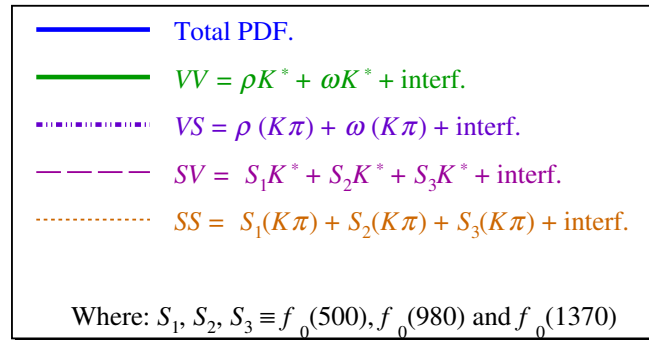 Total PDF.
VV = ρK* + ωK* + interf.
VS = ρ (Kπ) + ω (Kπ) + interf.
SV = S₁K* + S₂K* + S₃K* + interf.
SS = S₁(Kπ) + S₂(Kπ) + S₃(Kπ) + interf.
Where: S₁, S₂, S₃ ≡ f₀(500), f₀(980) and f₀(1370)